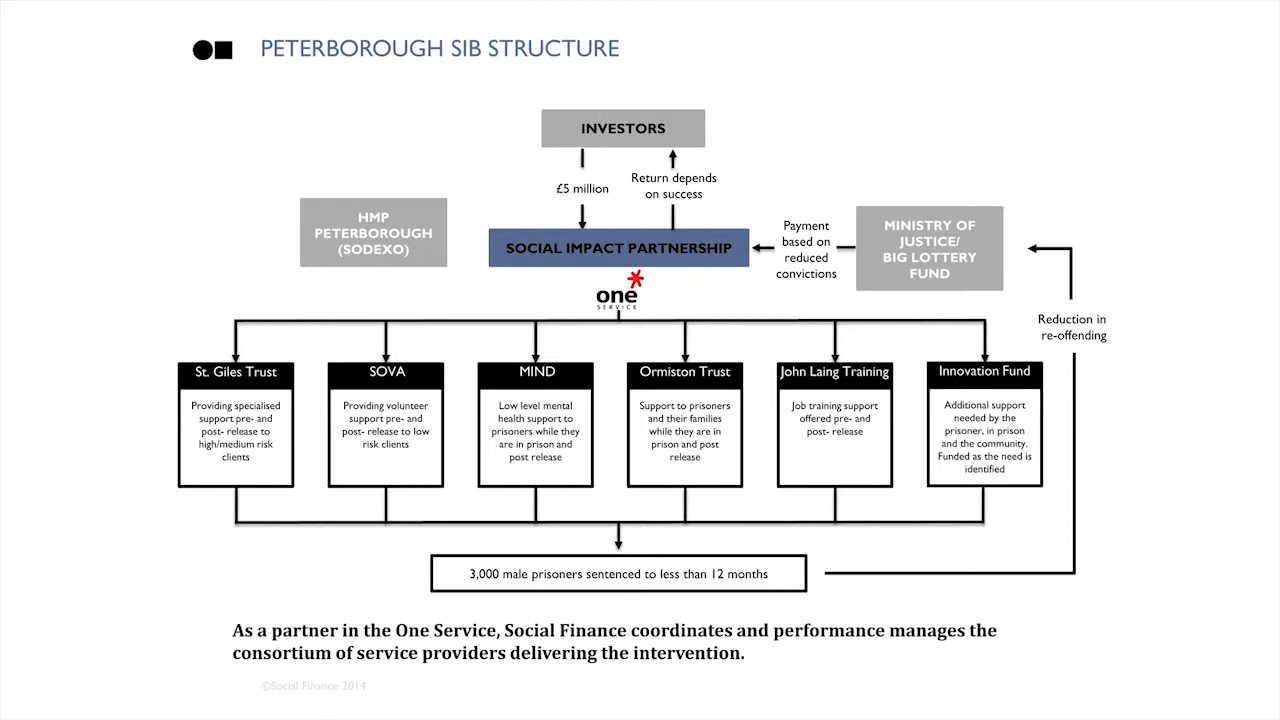 PETERBOROUGH SIB STRUCTURE
INVESTORS
£5 million
Return depends
on success
HMP
PETERBOROUGH
(SODEXO)
SOCIAL IMPACT PARTNERSHIP
Payment
based on
reduced
convictions
MINISTRY OF
JUSTICE/
BIG LOTTERY
FUND
one*
SERVICE
Reduction in
re-offending
St. Giles Trust
Providing specialised
support pre- and
post- release to
high/medium risk
clients
SOVA
Providing volunteer
support pre- and
post- release to low
risk clients
MIND
Low level mental
health support to
prisoners while they
are in prison and
post release
Ormiston Trust
Support to prisoners
and their families
while they are in
prison and post
release
John Laing Training
Job training support
offered pre- and
post- release
Innovation Fund
Additional support
needed by the
prisoner, in prison
and the community.
Funded as the need is
identified
3,000 male prisoners sentenced to less than 12 months
As a partner in the One Service, Social Finance coordinates and performance manages the
consortium of service providers delivering the intervention.
©Social Finance 2014